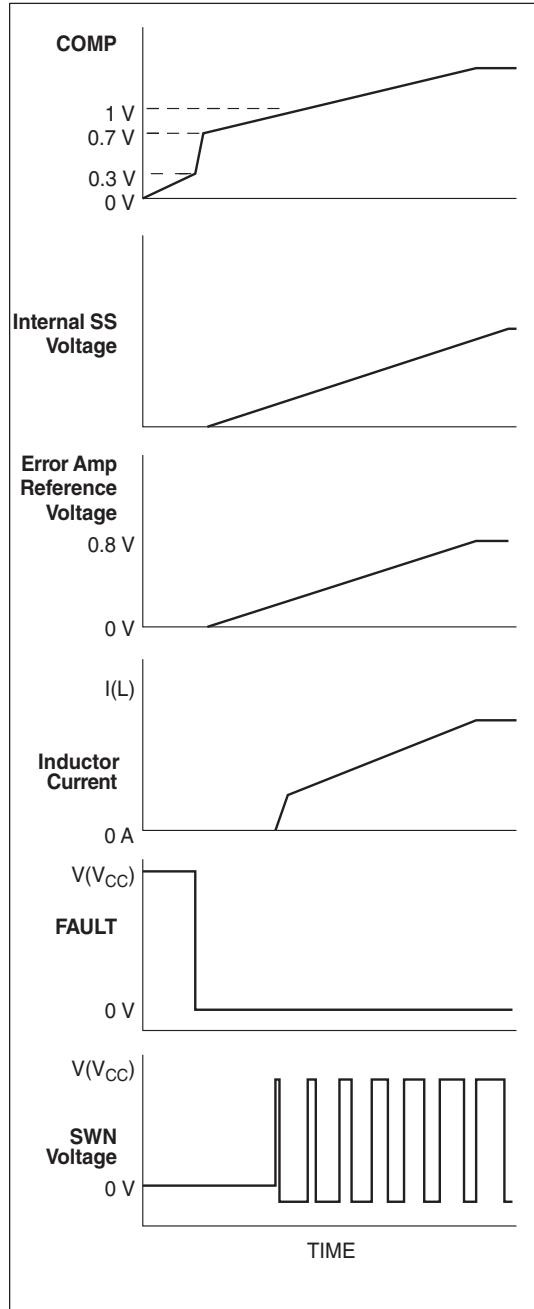 COMP
1 V
0.7 V
0.3 V
0 V
Internal SS
Voltage
Error Amp
Reference
Voltage
0.8 V
0 V
I(L)
Inductor
Current
0 A
V(VCC)
FAULT
0 V
V(VCC)
SWN
Voltage
0 V
TIME